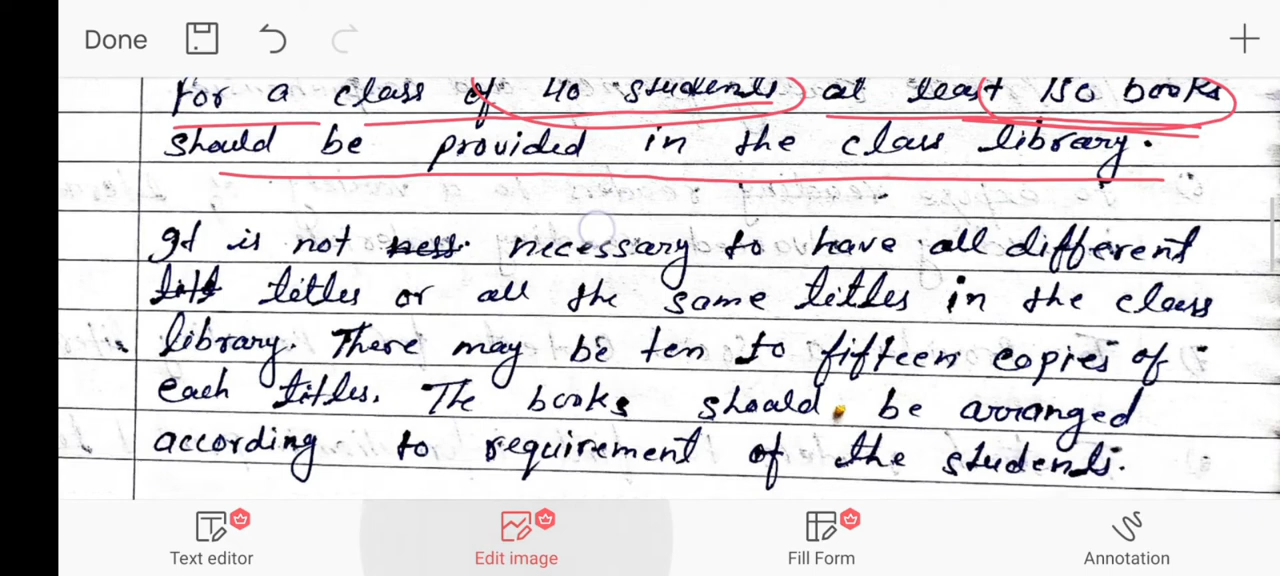 Done
for a class of 40 students at least 150 books
should be provided in the class library.
It is not ness necessary to have all different
titl titles or all the same titles in the class
library. There may be ten to fifteen copies of
each titles. The books should be arranged
according to requirement of the students.
Text editor
Edit image
Fill Form
Annotation